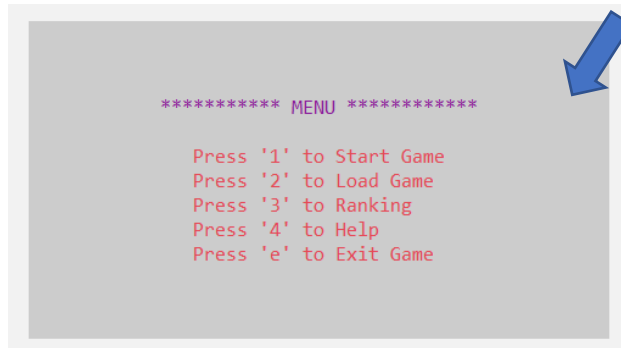 *********** MENU ************
Press '1' to Start Game
Press '2' to Load Game
Press '3' to Ranking
Press '4' to Help
Press 'e' to Exit Game